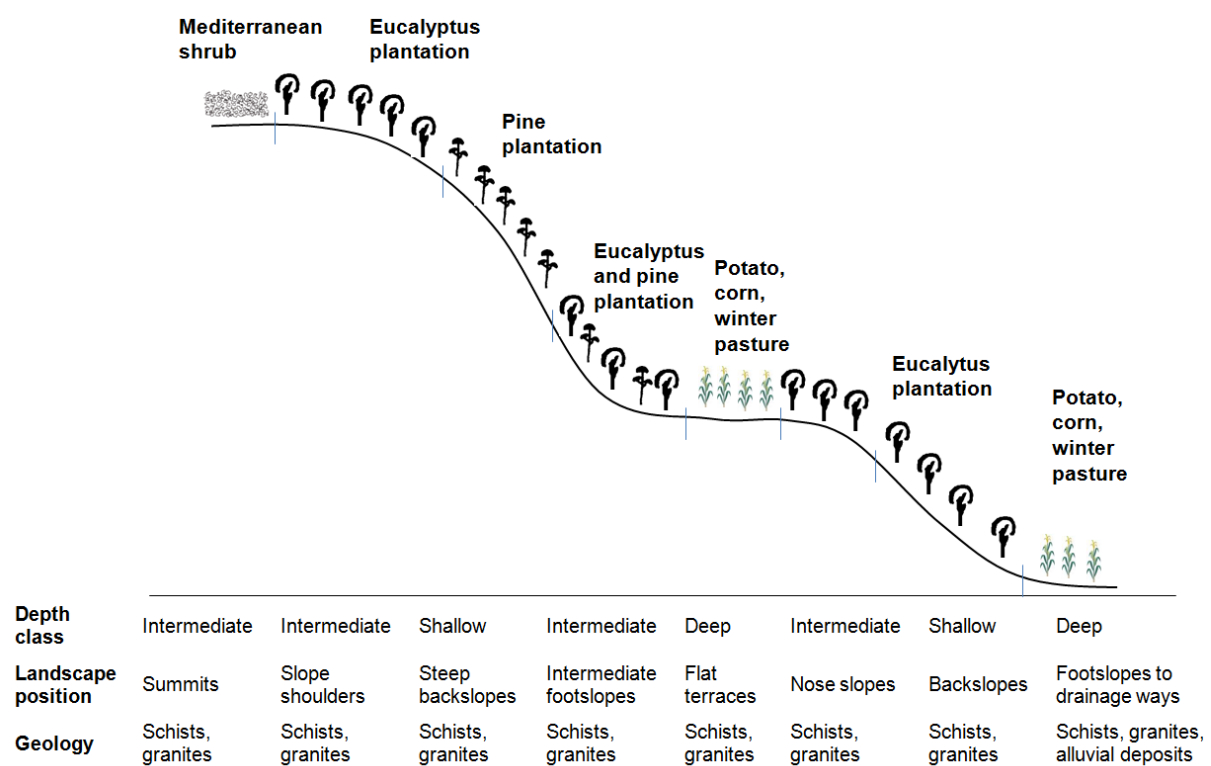 Mediterranean
shrub
Eucalyptus
plantation
Pine
plantation
Eucalyptus
and pine
plantation
Potato,
corn,
winter
pasture
Eucalytus
plantation
Potato,
corn,
winter
pasture
Depth
class
Intermediate
Intermediate
Shallow
Intermediate
Deep
Intermediate
Shallow
Deep
Landscape
position
Summits
Slope
shoulders
Steep
backslopes
Intermediate
footslopes
Flat
terraces
Nose slopes
Backslopes
Footslopes to
drainage ways
Geology
Schists,
granites
Schists,
granites
Schists,
granites
Schists,
granites
Schists,
granites
Schists,
granites
Schists,
granites
Schists, granites,
alluvial deposits